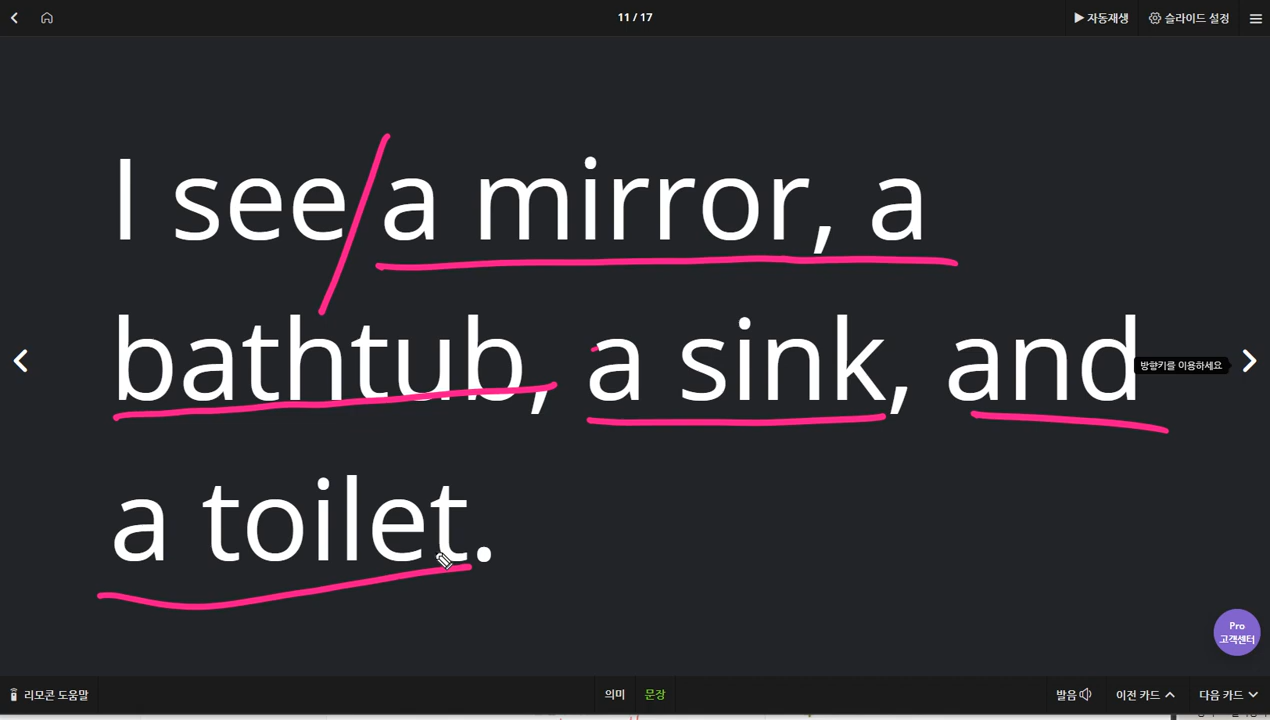 11 / 17
자동재생
슬라이드 설정
I see a mirror, a
bathtub, a sink, and
a toilet.
방향키를 이용하세요
Pro
고객센터
리모콘 도움말
의미
문장
발음
이전 카드
다음 카드